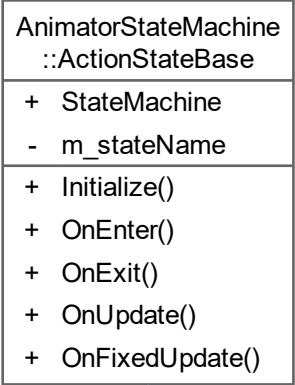 AnimatorStateMachine
::ActionStateBase
+ StateMachine
- m_stateName
+ Initialize()
+ OnEnter()
+ OnExit()
+ OnUpdate()
+ OnFixedUpdate()